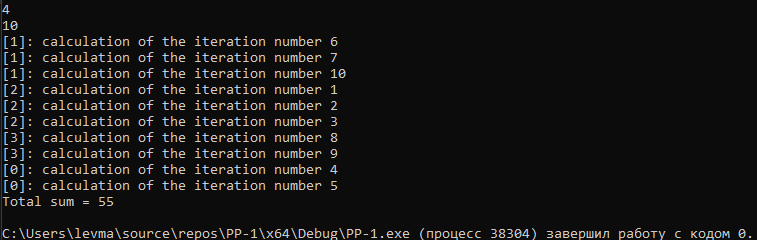 4
10
[1]: calculation of the iteration number 6
[1]: calculation of the iteration number 7
[1]: calculation of the iteration number 10
[2]: calculation of the iteration number 1
[2]: calculation of the iteration number 2
[2]: calculation of the iteration number 3
[3]: calculation of the iteration number 8
[3]: calculation of the iteration number 9
[0]: calculation of the iteration number 4
[0]: calculation of the iteration number 5
Total sum = 55
C:\Users\levma\source\repos\PP-1\x64\Debug\PP-1.exe (процесс 38304) завершил работу с кодом 0.